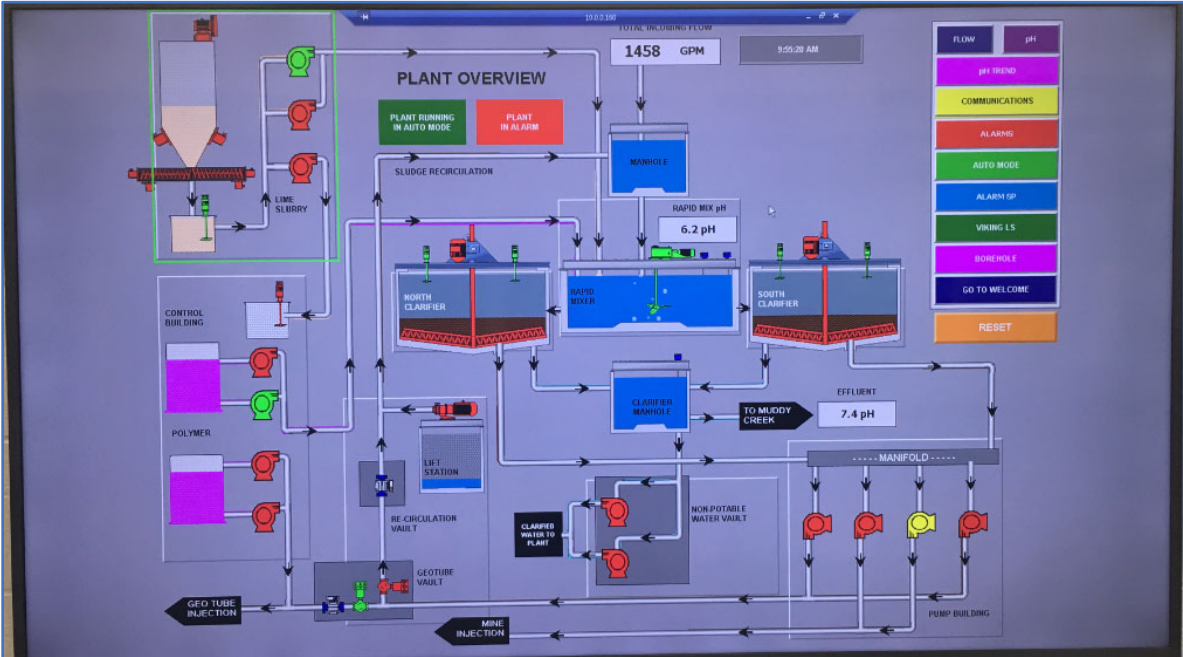 10.0.0.160
TOTAL INCOMING FLOW
1458 GPM
9:55:28 AM
PLANT OVERVIEW
PLANT RUNNING
IN AUTO MODE
PLANT
IN ALARM
FLOW
pH
pH TREND
COMMUNICATIONS
ALARMS
AUTO MODE
ALARM SP
VIKING LS
BOREHOLE
GO TO WELCOME
RESET
MANHOLE
SLUDGE RECIRCULATION
LIME
SLURRY
RAPID MIX pH
6.2 pH
NORTH
CLARIFIER
RAPID
MIXER
SOUTH
CLARIFIER
CONTROL
BUILDING
CLARIFIER
MANHOLE
EFFLUENT
TO MUDDY
CREEK
7.4 pH
POLYMER
LIFT
STATION
----- MANIFOLD -----
RE-CIRCULATION
VAULT
CLARIFIED
WATER TO
PLANT
NON-POTABLE
WATER VAULT
GEOTUBE
VAULT
GEO TUBE
INJECTION
MINE
INJECTION
PUMP BUILDING